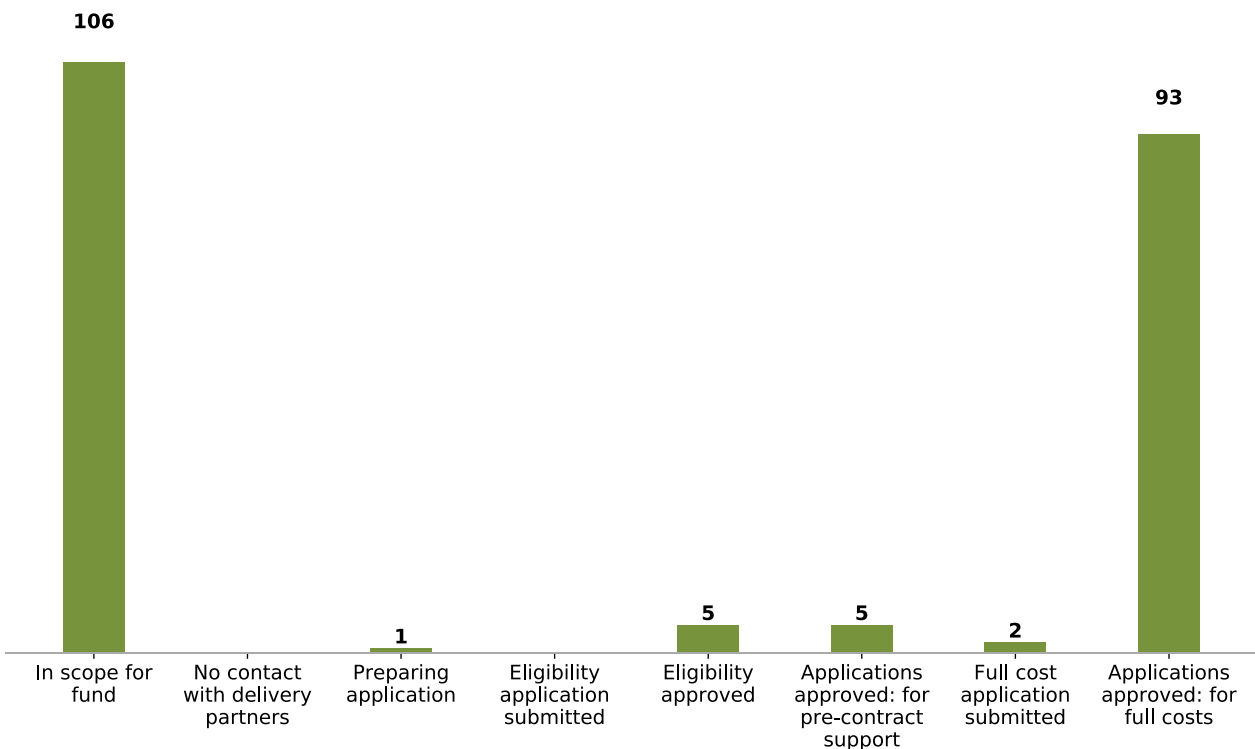 106
93
5
5
2
1
In scope for
fund
No contact
with delivery
partners
Preparing
application
Eligibility
application
submitted
Eligibility
approved
Applications
approved: for
pre-contract
support
Full cost
application
submitted
Applications
approved: for
full costs